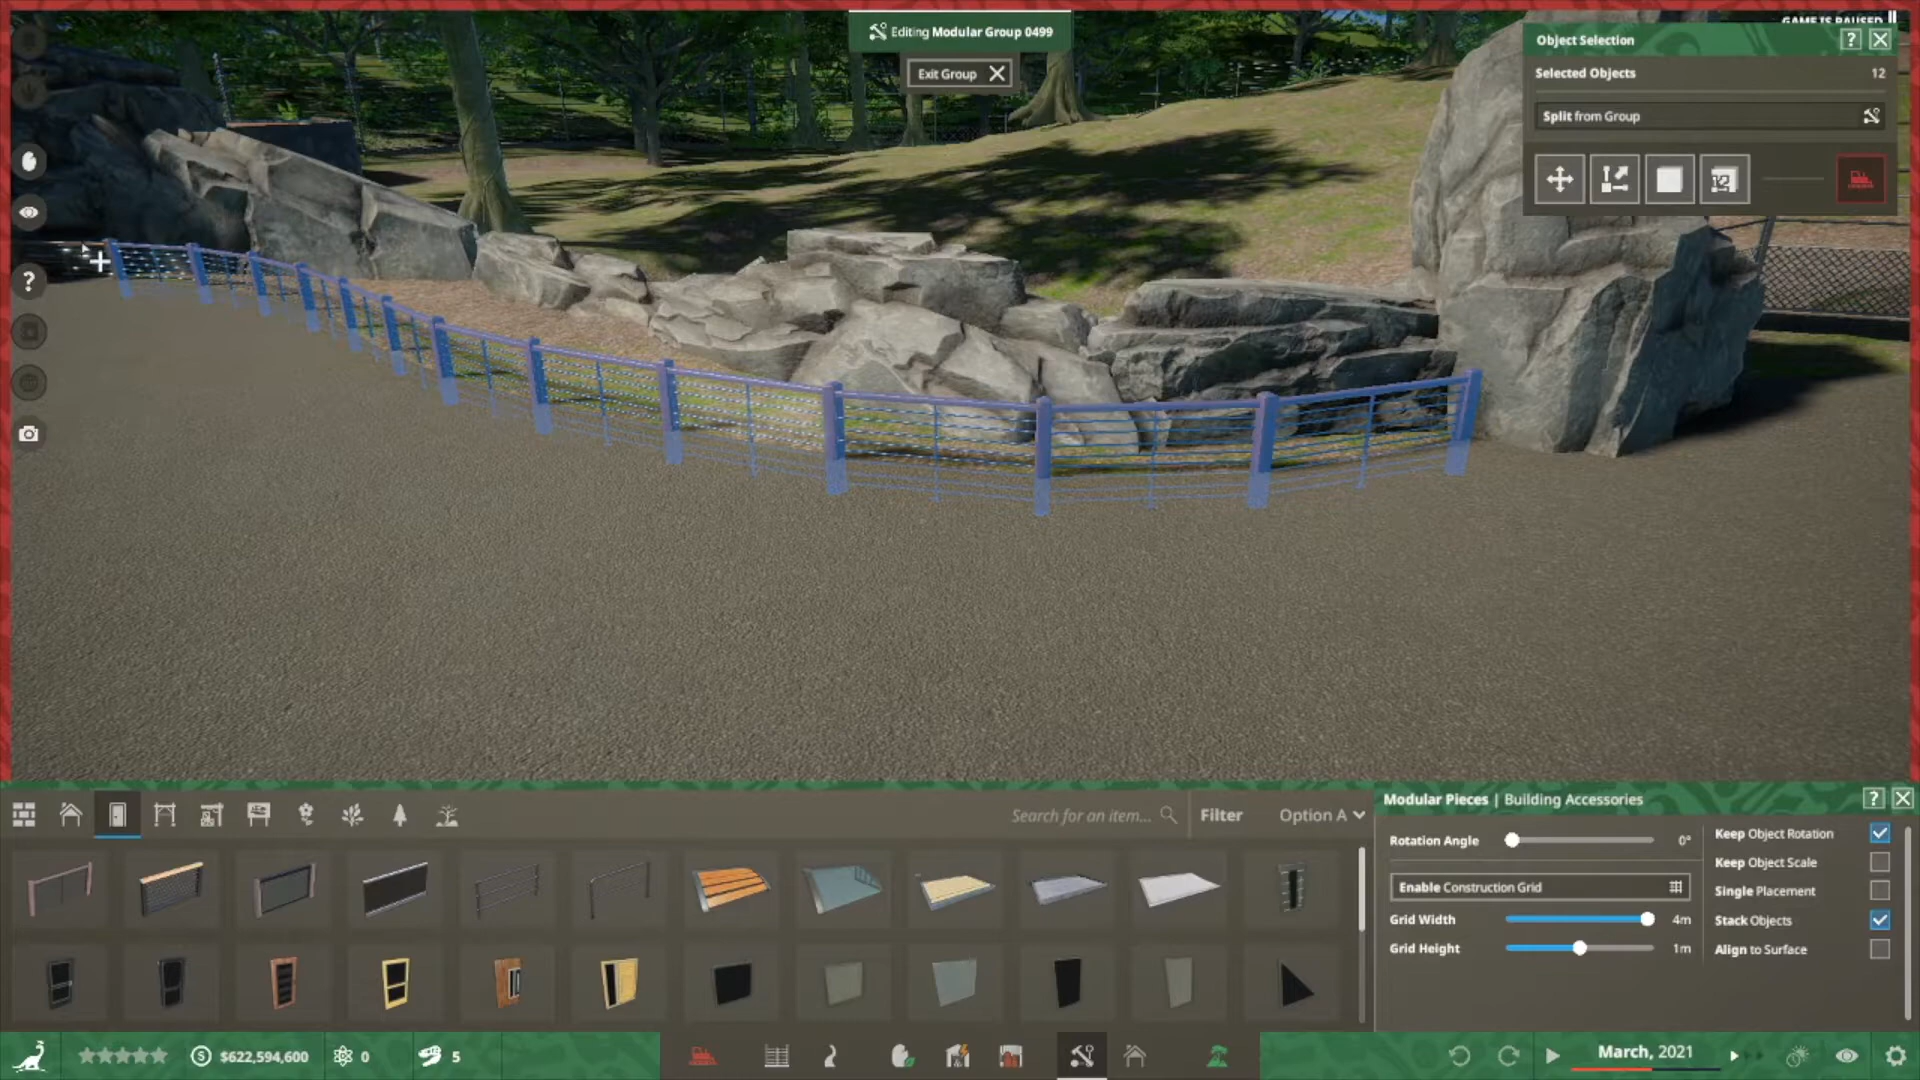 GAME IS PAUSED
Editing Modular Group 0499
Exit Group
Object Selection
?
Selected Objects 12
Split from Group
?
Search for an item...
Filter
Option A
Modular Pieces | Building Accessories
?
Rotation Angle 0°
Enable Construction Grid
Grid Width 4m
Grid Height 1m
Keep Object Rotation
Keep Object Scale
Single Placement
Stack Objects
Align to Surface
$622,594,600
0
5
March, 2021